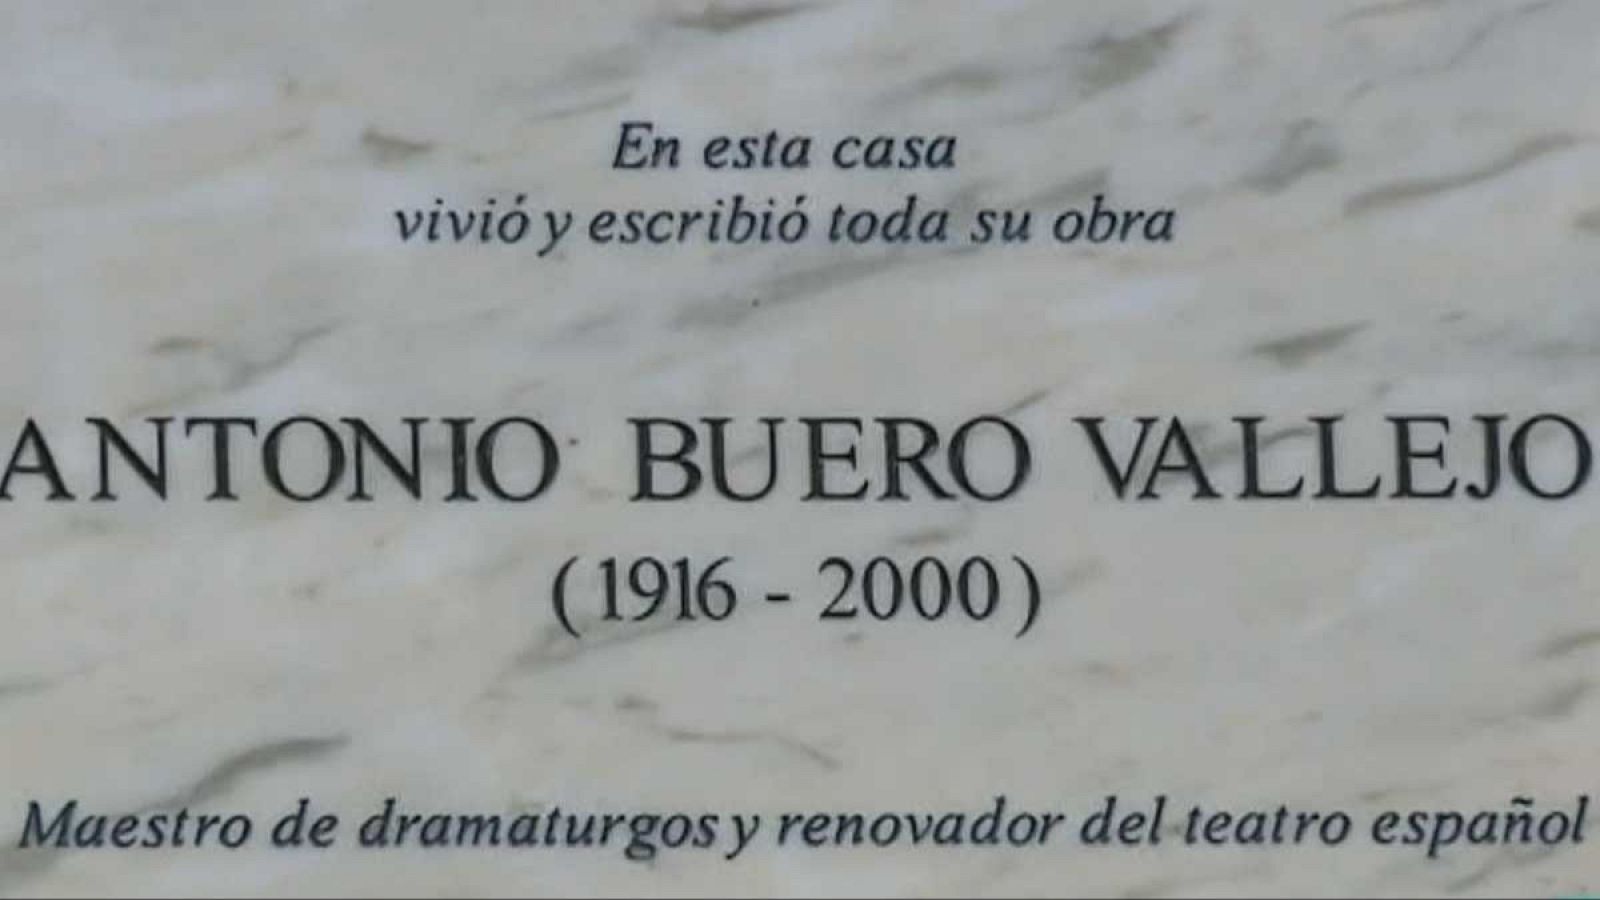 En esta casa
vivió y escribió toda su obra
ANTONIO BUERO VALLEJO
(1916 - 2000)
Maestro de dramaturgos y renovador del teatro español